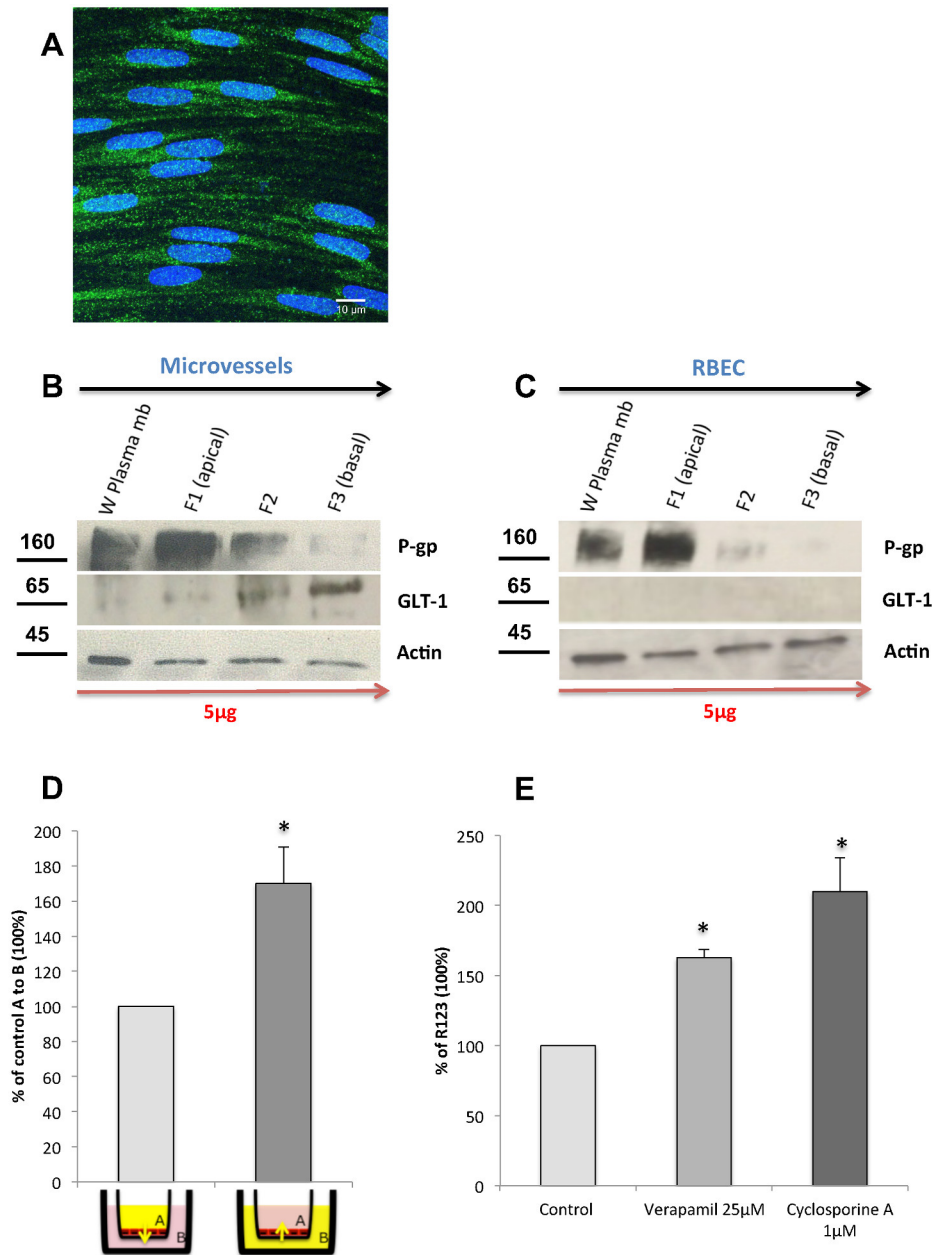 A
10 µm
B
Microvessels
W Plasma mb
F1 (apical)
F2
F3 (basal)
160
P-gp
65
GLT-1
45
Actin
5µg
C
RBEC
W Plasma mb
F1 (apical)
F2
F3 (basal)
160
P-gp
65
GLT-1
45
Actin
5µg
D
% of control A to B (100%)
200
180
160
140
120
100
80
60
40
20
0
*
A
B
A
B
E
% of R123 (100%)
250
200
150
100
50
0
*
*
Control
Verapamil 25µM
Cyclosporine A
1µM